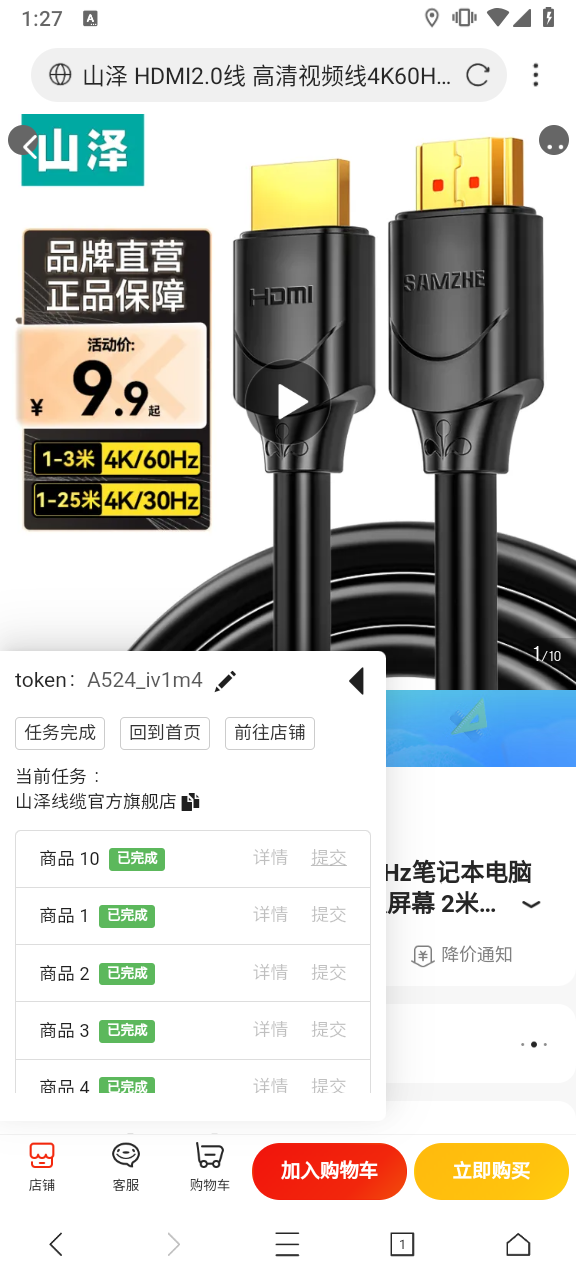 1:27
A
山泽 HDMI2.0线 高清视频线4K60H...
山泽
品牌直营
正品保障
活动价:
¥ 9.9起
1-3米 4K/60Hz
1-25米 4K/30Hz
HDMI
SAMZHE
1/10
token: A524_iv1m4
任务完成 回到首页 前往店铺
当前任务：
山泽线缆官方旗舰店
商品 10 已完成 详情 提交
商品 1 已完成 详情 提交
商品 2 已完成 详情 提交
商品 3 已完成 详情 提交
商品 4 已完成 详情 提交
Hz笔记本电脑
屏幕 2米...
降价通知
店铺
客服
购物车
加入购物车
立即购买
1